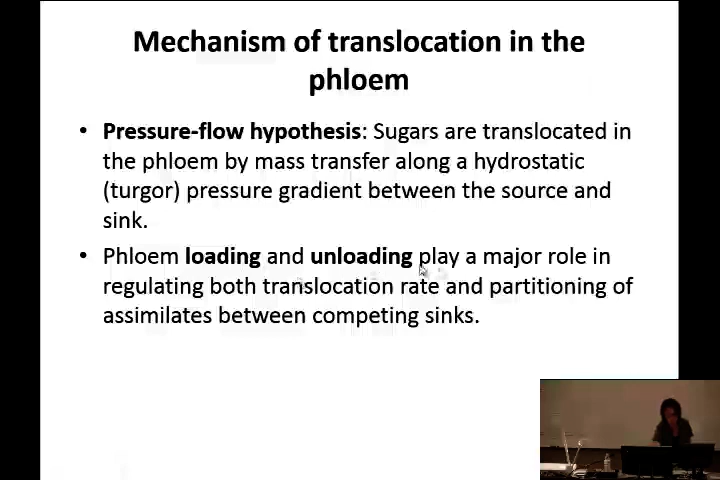 Mechanism of translocation in the
phloem
• Pressure-flow hypothesis: Sugars are translocated in
the phloem by mass transfer along a hydrostatic
(turgor) pressure gradient between the source and
sink.
• Phloem loading and unloading play a major role in
regulating both translocation rate and partitioning of
assimilates between competing sinks.